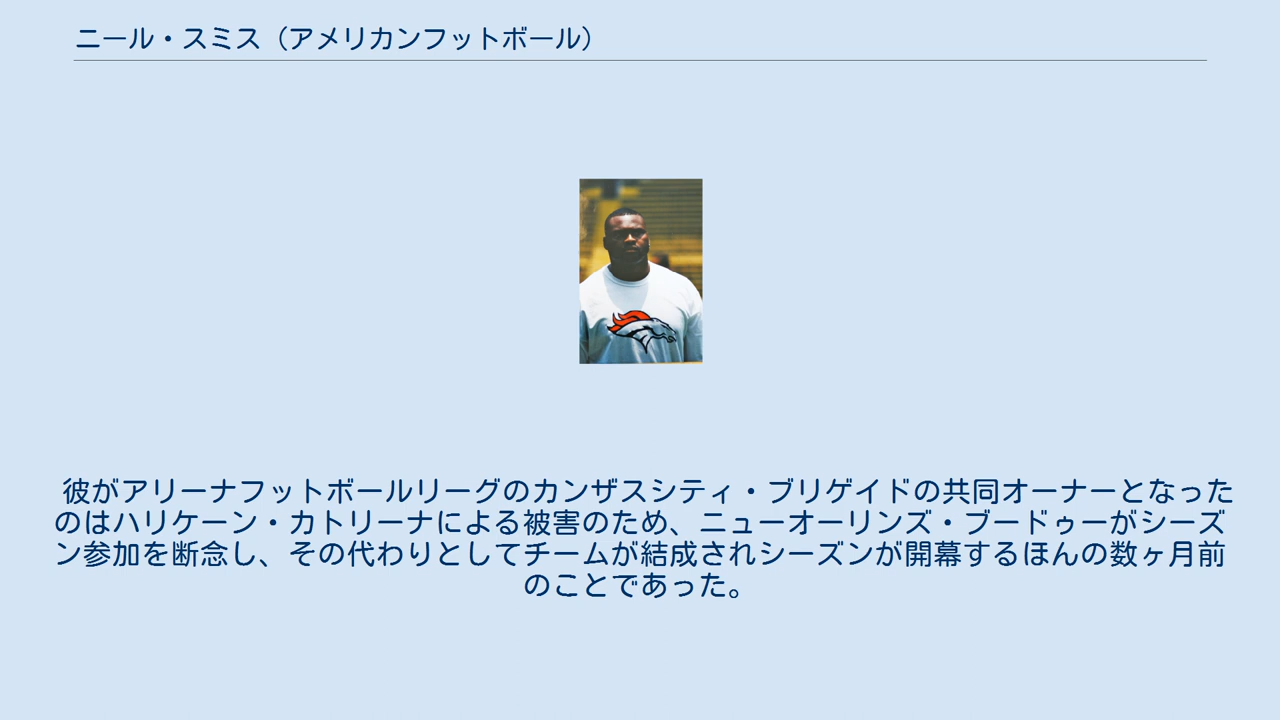 ニール・スミス（アメリカンフットボール）
彼がアリーナフットボールリーグのカンザスシティ・ブリゲイドの共同オーナーとなった
のはハリケーン・カトリーナによる被害のため、ニューオーリンズ・ブードゥーがシーズ
ン参加を断念し、その代わりとしてチームが結成されシーズンが開幕するほんの数ヶ月前
のことであった。